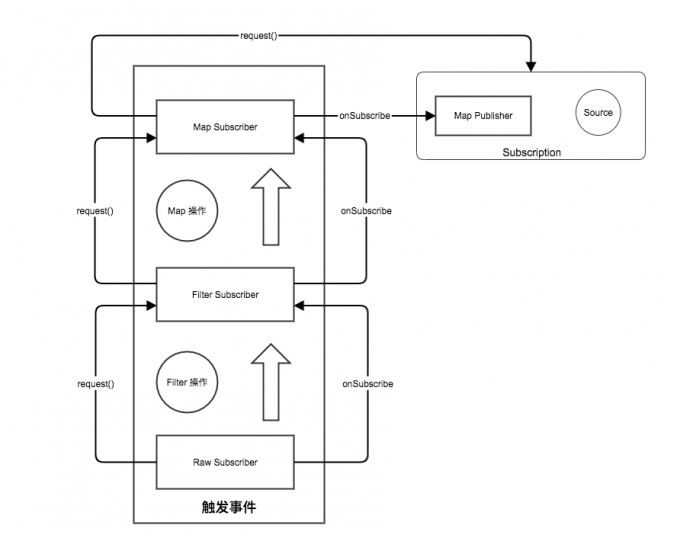 request()
Map Subscriber
onSubscribe
Map Publisher
Source
Subscription
request()
Map 操作
onSubscribe
Filter Subscriber
request()
Filter 操作
onSubscribe
Raw Subscriber
触发事件